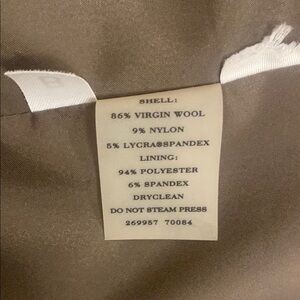 SHELL:
86% VIRGIN WOOL
9% NYLON
5% LYCRA®SPANDEX
LINING:
94% POLYESTER
6% SPANDEX
DRYCLEAN
DO NOT STEAM PRESS
269957 70084